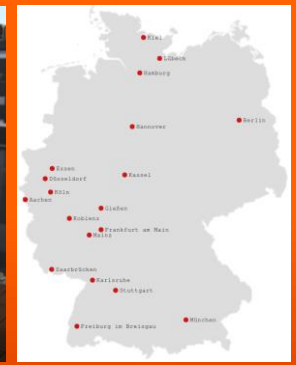 Kiel
Lübeck
Hamburg
Berlin
Hannover
Essen
Kassel
Düsseldorf
Köln
Aachen
Gießen
Koblenz
Frankfurt am Main
Mainz
Saarbrücken
Karlsruhe
Stuttgart
München
Freiburg im Breisgau